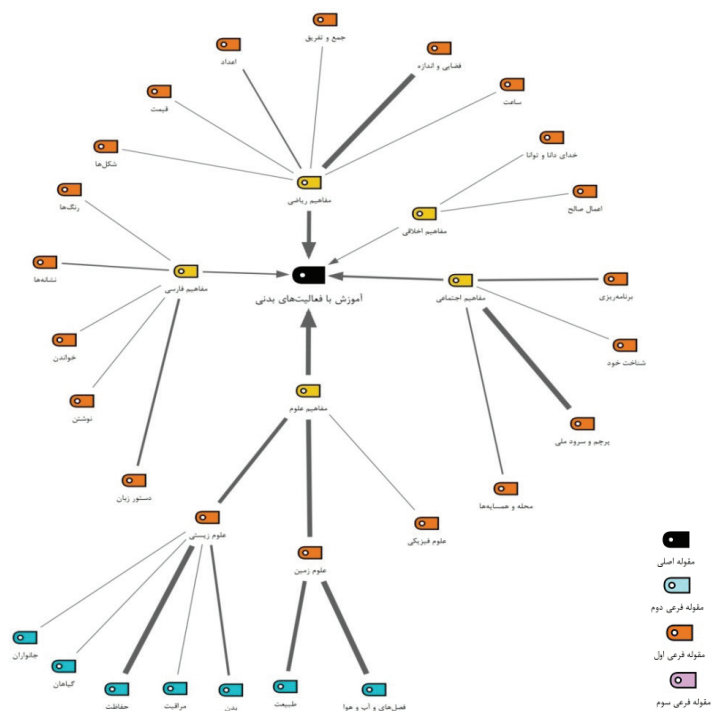 جمع و تفریق
فضایی و اندازه
اعداد
ساعت
قیمت
شکل‌ها
خدای دانا و توانا
رنگ‌ها
مفاهیم ریاضی
اعمال صالح
مفاهیم اخلاقی
نشانه‌ها
مفاهیم فارسی
آموزش با فعالیت‌های بدنی
مفاهیم اجتماعی
برنامه‌ریزی
خواندن
شناخت خود
نوشتن
مفاهیم علوم
پرچم و سرود ملی
دستور زبان
محله و همسایه‌ها
علوم زیستی
علوم زمین
علوم فیزیکی
جانواران
گیاهان
حفاظت
مراقبت
بدن
طبیعت
فصل‌های و آب و هوا
مقوله اصلی
مقوله فرعی دوم
مقوله فرعی اول
مقوله فرعی سوم